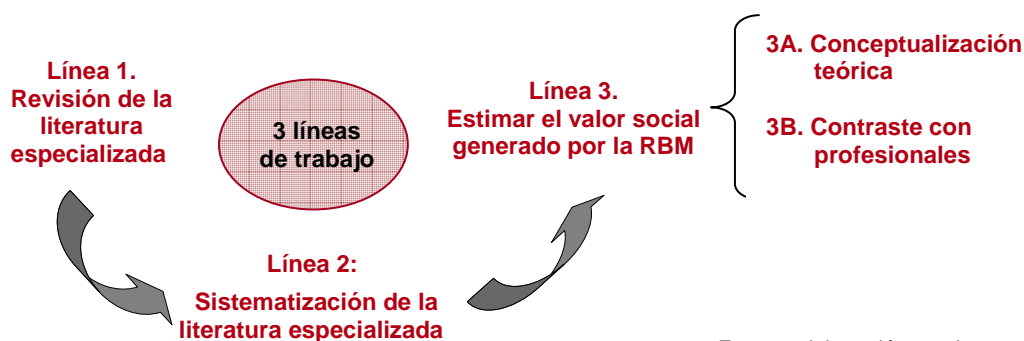 Línea 1.
Revisión de la
literatura
especializada
3 líneas
de trabajo
Línea 2:
Sistematización de la
literatura especializada
Línea 3.
Estimar el valor social
generado por la RBM
3A. Conceptualización
teórica
3B. Contraste con
profesionales